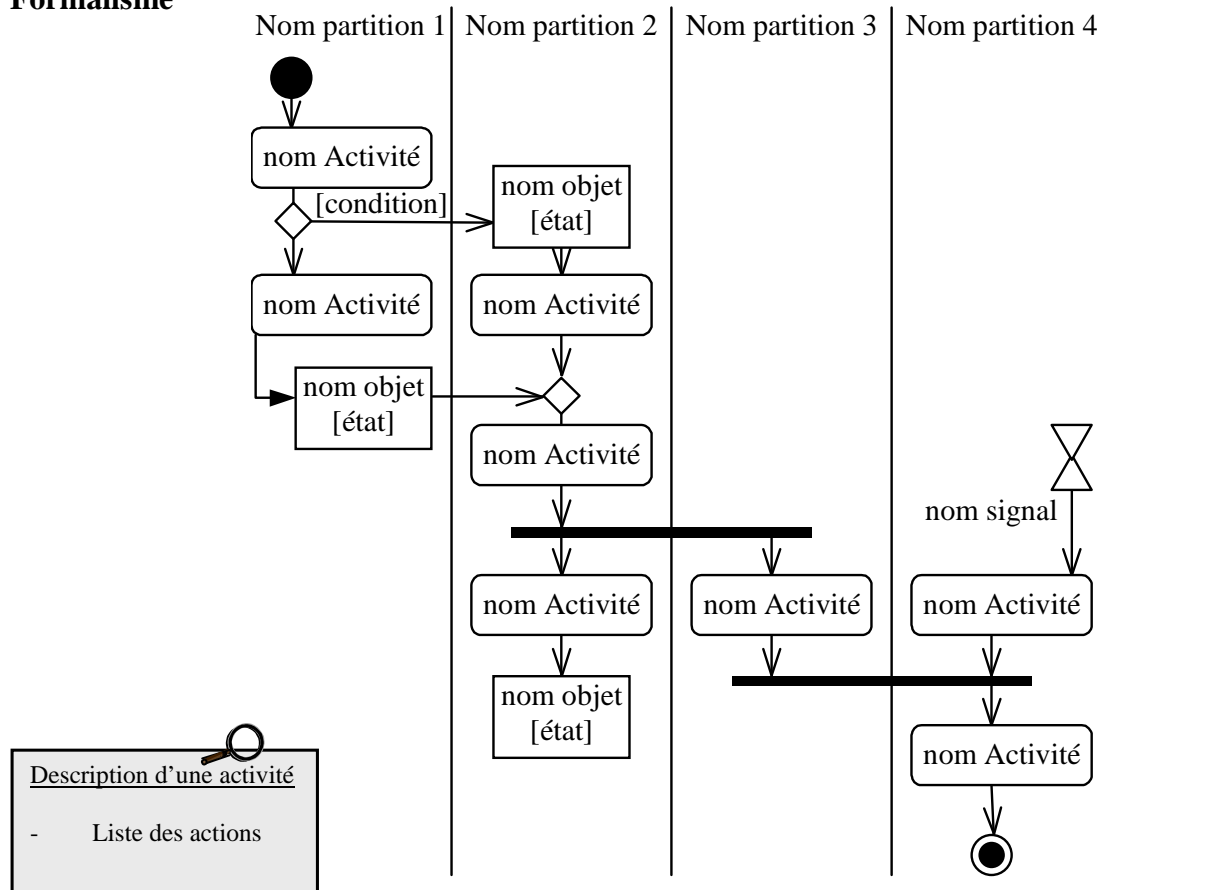 Formalisme
Nom partition 1
Nom partition 2
Nom partition 3
Nom partition 4
nom Activité
[condition]
nom objet
[état]
nom Activité
nom Activité
nom objet
[état]
nom Activité
nom signal
nom Activité
nom Activité
nom Activité
nom objet
[état]
nom Activité
Description d'une activité
- Liste des actions